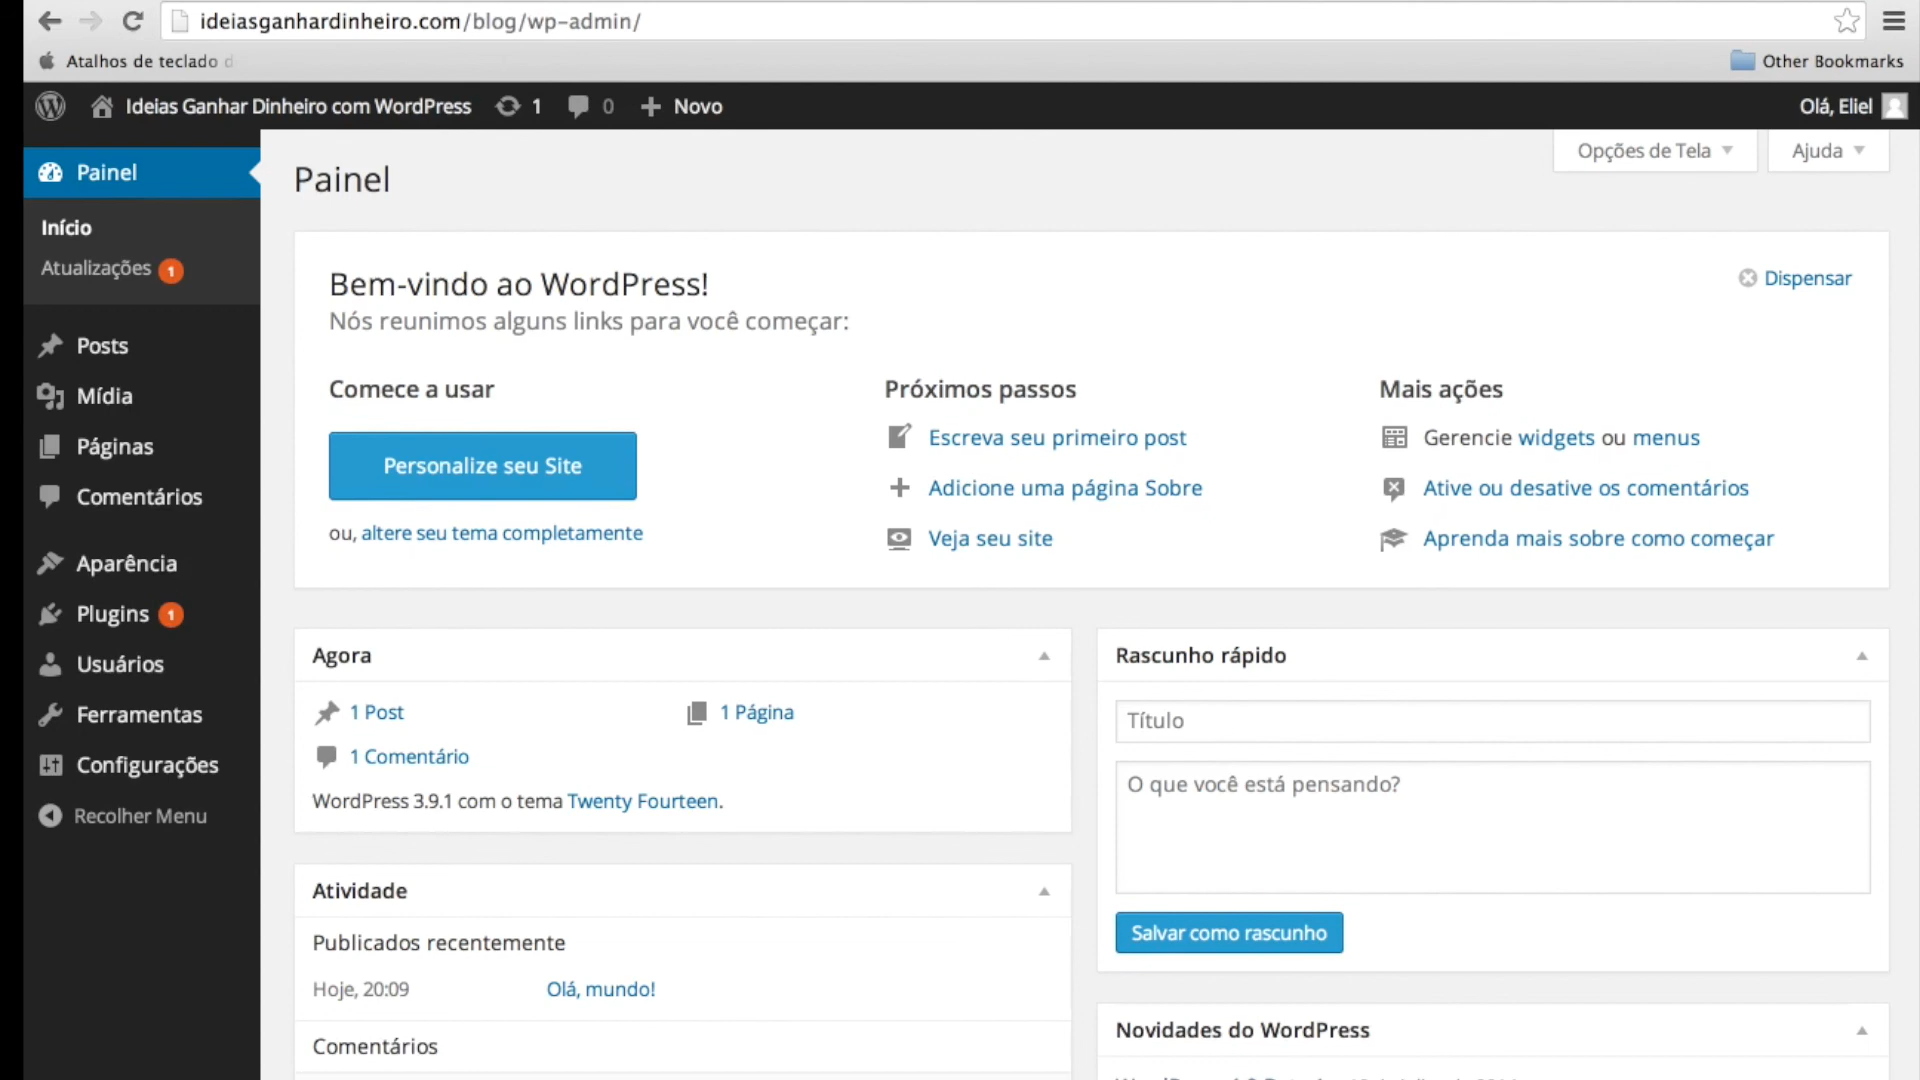 ideiasganhardinheiro.com/blog/wp-admin/
Atalhos de teclado d
Other Bookmarks
Ideias Ganhar Dinheiro com WordPress
1
0
Novo
Olá, Eliel
Painel
Início
Atualizações 1
Posts
Mídia
Páginas
Comentários
Aparência
Plugins 1
Usuários
Ferramentas
Configurações
Recolher Menu
Painel
Opções de Tela
Ajuda
Bem-vindo ao WordPress!
Dispensar
Nós reunimos alguns links para você começar:
Comece a usar
Personalize seu Site
ou, altere seu tema completamente
Próximos passos
Escreva seu primeiro post
Adicione uma página Sobre
Veja seu site
Mais ações
Gerencie widgets ou menus
Ative ou desative os comentários
Aprenda mais sobre como começar
Agora
1 Post
1 Página
1 Comentário
WordPress 3.9.1 com o tema Twenty Fourteen.
Atividade
Publicados recentemente
Hoje, 20:09
Olá, mundo!
Comentários
Rascunho rápido
Título
O que você está pensando?
Salvar como rascunho
Novidades do WordPress